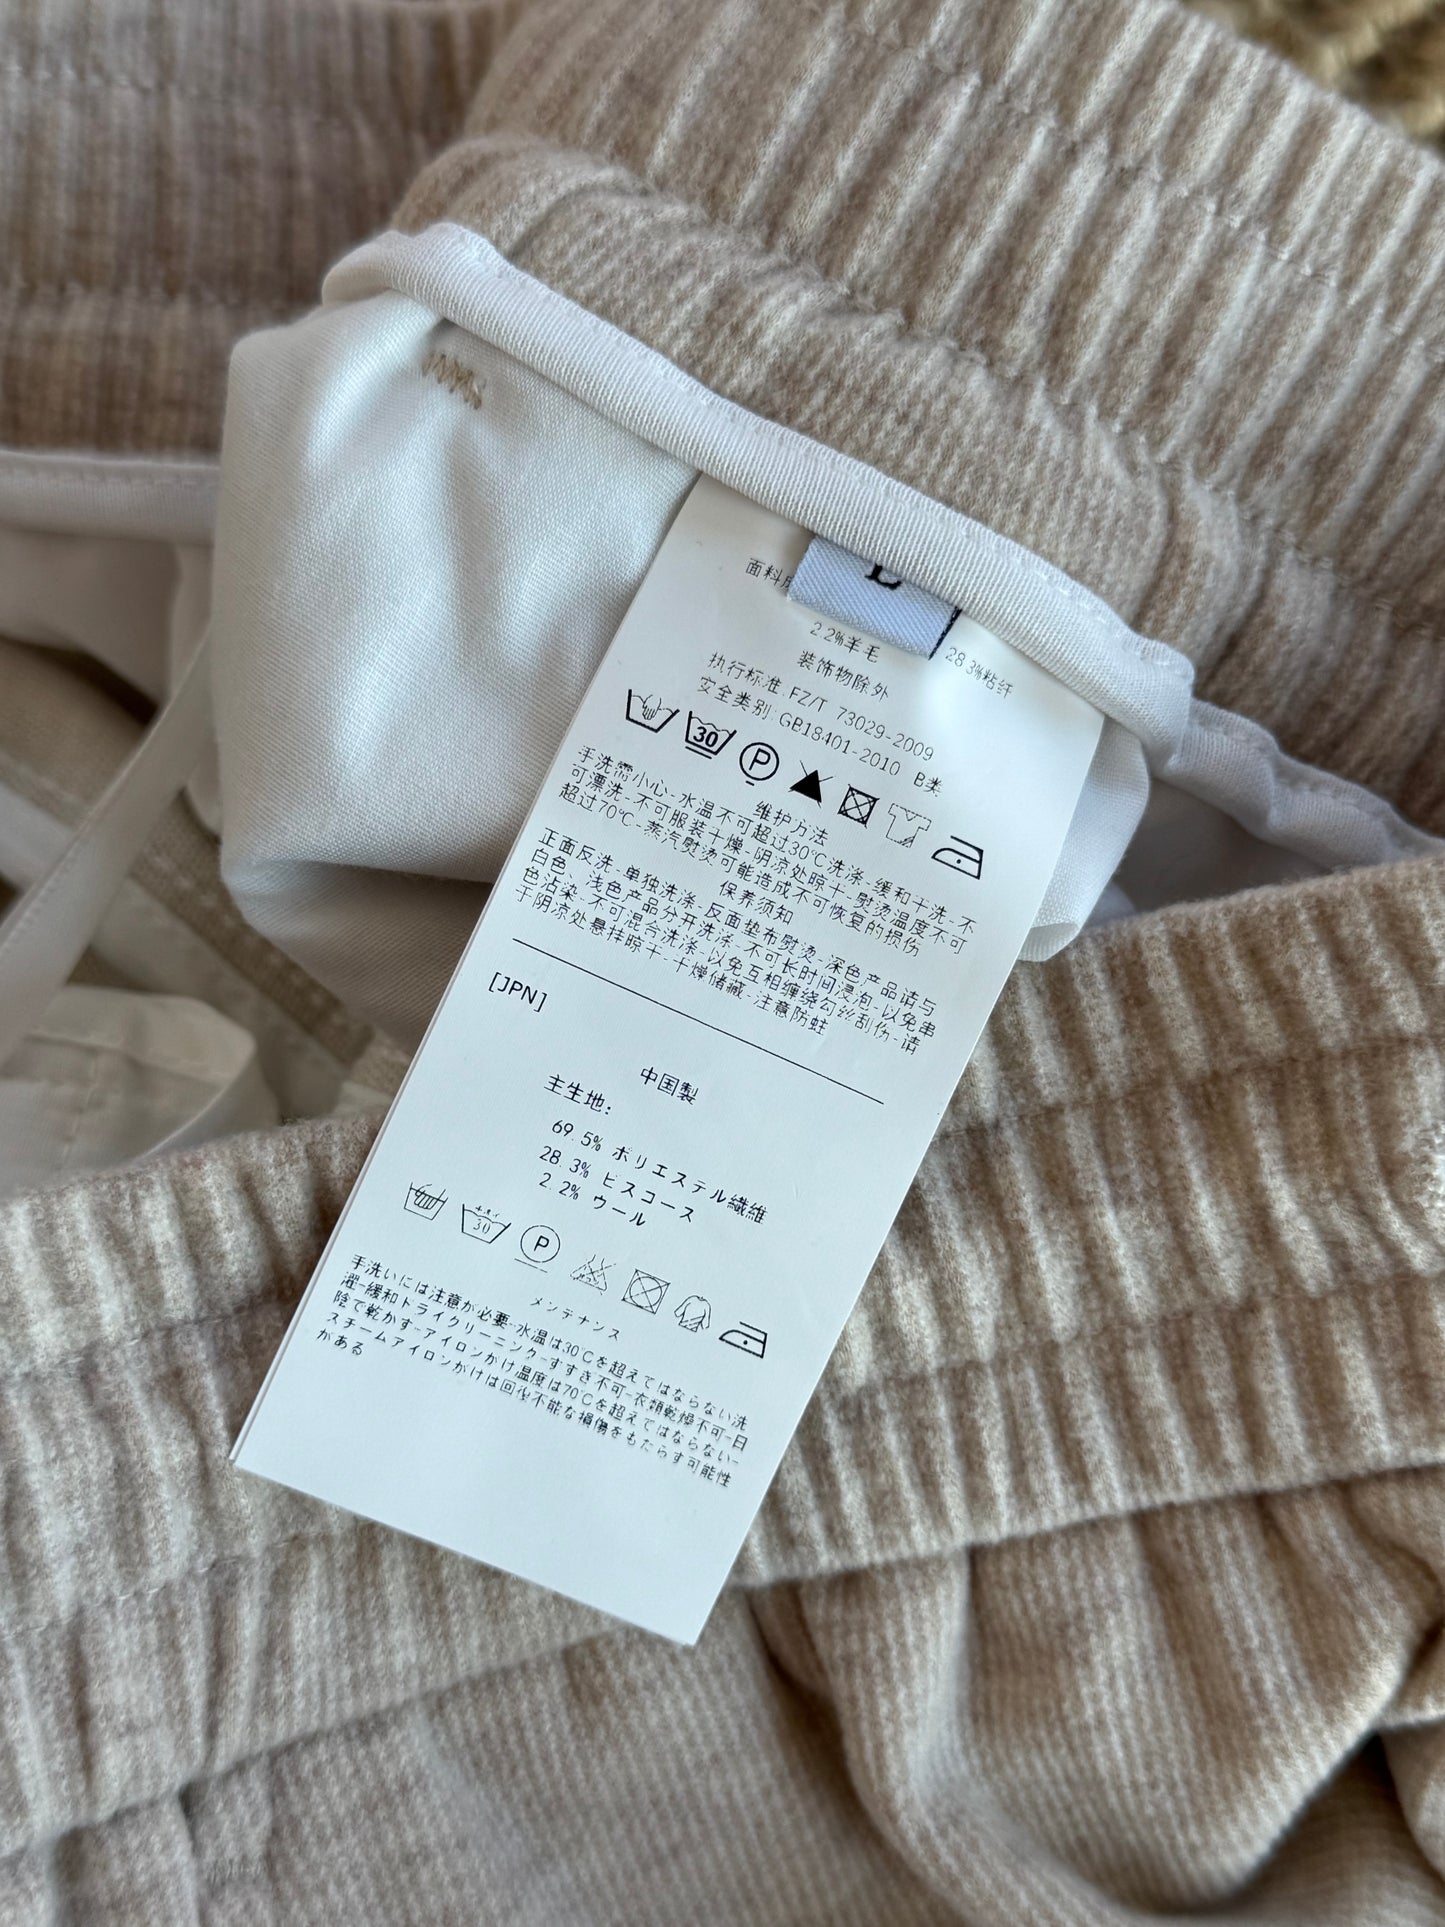 L
面料成
2.2%羊毛
28.3%粘纤
装饰物除外
执行标准.FZ/T 73029-2009
安全类别:GB18401-2010 B类
30
P
维护方法
手洗需小心-水温不可超过30℃洗涤-缓和干洗-不
可漂洗-不可服装干燥-阴凉处晾干-熨烫温度不可
超过70℃-蒸汽熨烫可能造成不可恢复的损伤
保养须知
正面反洗-单独洗涤-反面垫布熨烫-深色产品请与
白色、浅色产品分开洗涤-不可长时间浸泡-以免串
色沾染-不可混合洗涤-以免互相缠绕勾丝刮伤-请
于阴凉处悬挂晾干-干燥储藏-注意防蛀
[JPN]
中国製
主生地:
69.5% ポリエステル繊維
28.3% ビスコース
2.2% ウール
30
P
メンテナンス
手洗いには注意が必要-水温は30℃を超えてはならない洗
濯-緩和ドライクリーニング-すすぎ不可-衣類乾燥不可-日
陰で乾かす-アイロンがけ温度は70℃を超えてはならない-
スチームアイロンがけは回復不能な損傷をもたらす可能性
がある